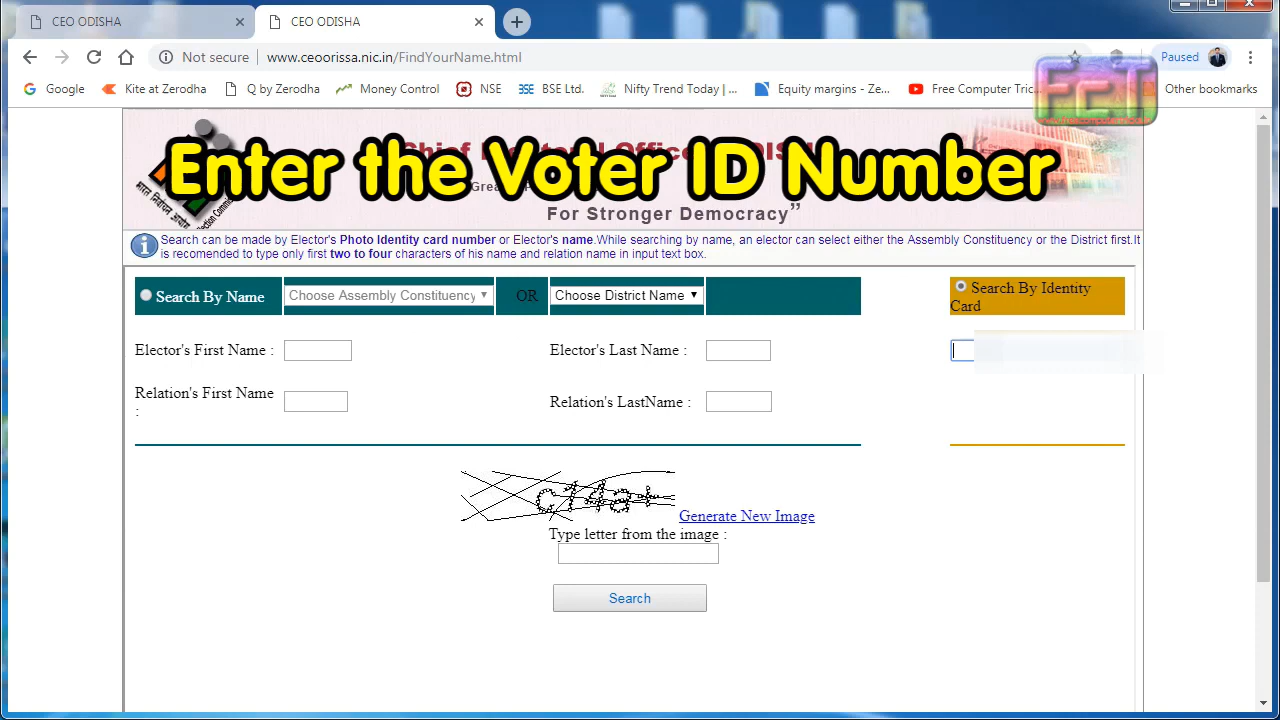 CEO ODISHA
CEO ODISHA
Not secure
www.ceoorissa.nic.in/FindYourName.html
Paused
FCT
Google
Kite at Zerodha
Q by Zerodha
Money Control
NSE
BSE Ltd.
Nifty Trend Today | ...
Equity margins - Ze...
Free Computer Tric...
Other bookmarks
Enter the Voter ID Number
For Stronger Democracy”
Search can be made by Elector's Photo Identity card number or Elector's name.While searching by name, an elector can select either the Assembly Constituency or the District first.It
is recomended to type only first two to four characters of his name and relation name in input text box.
Search By Name
Choose Assembly Constituency
OR
Choose District Name
Search By Identity
Card
Elector's First Name :
Elector's Last Name :
Relation's First Name
:
Relation's LastName :
Generate New Image
Type letter from the image :
Search